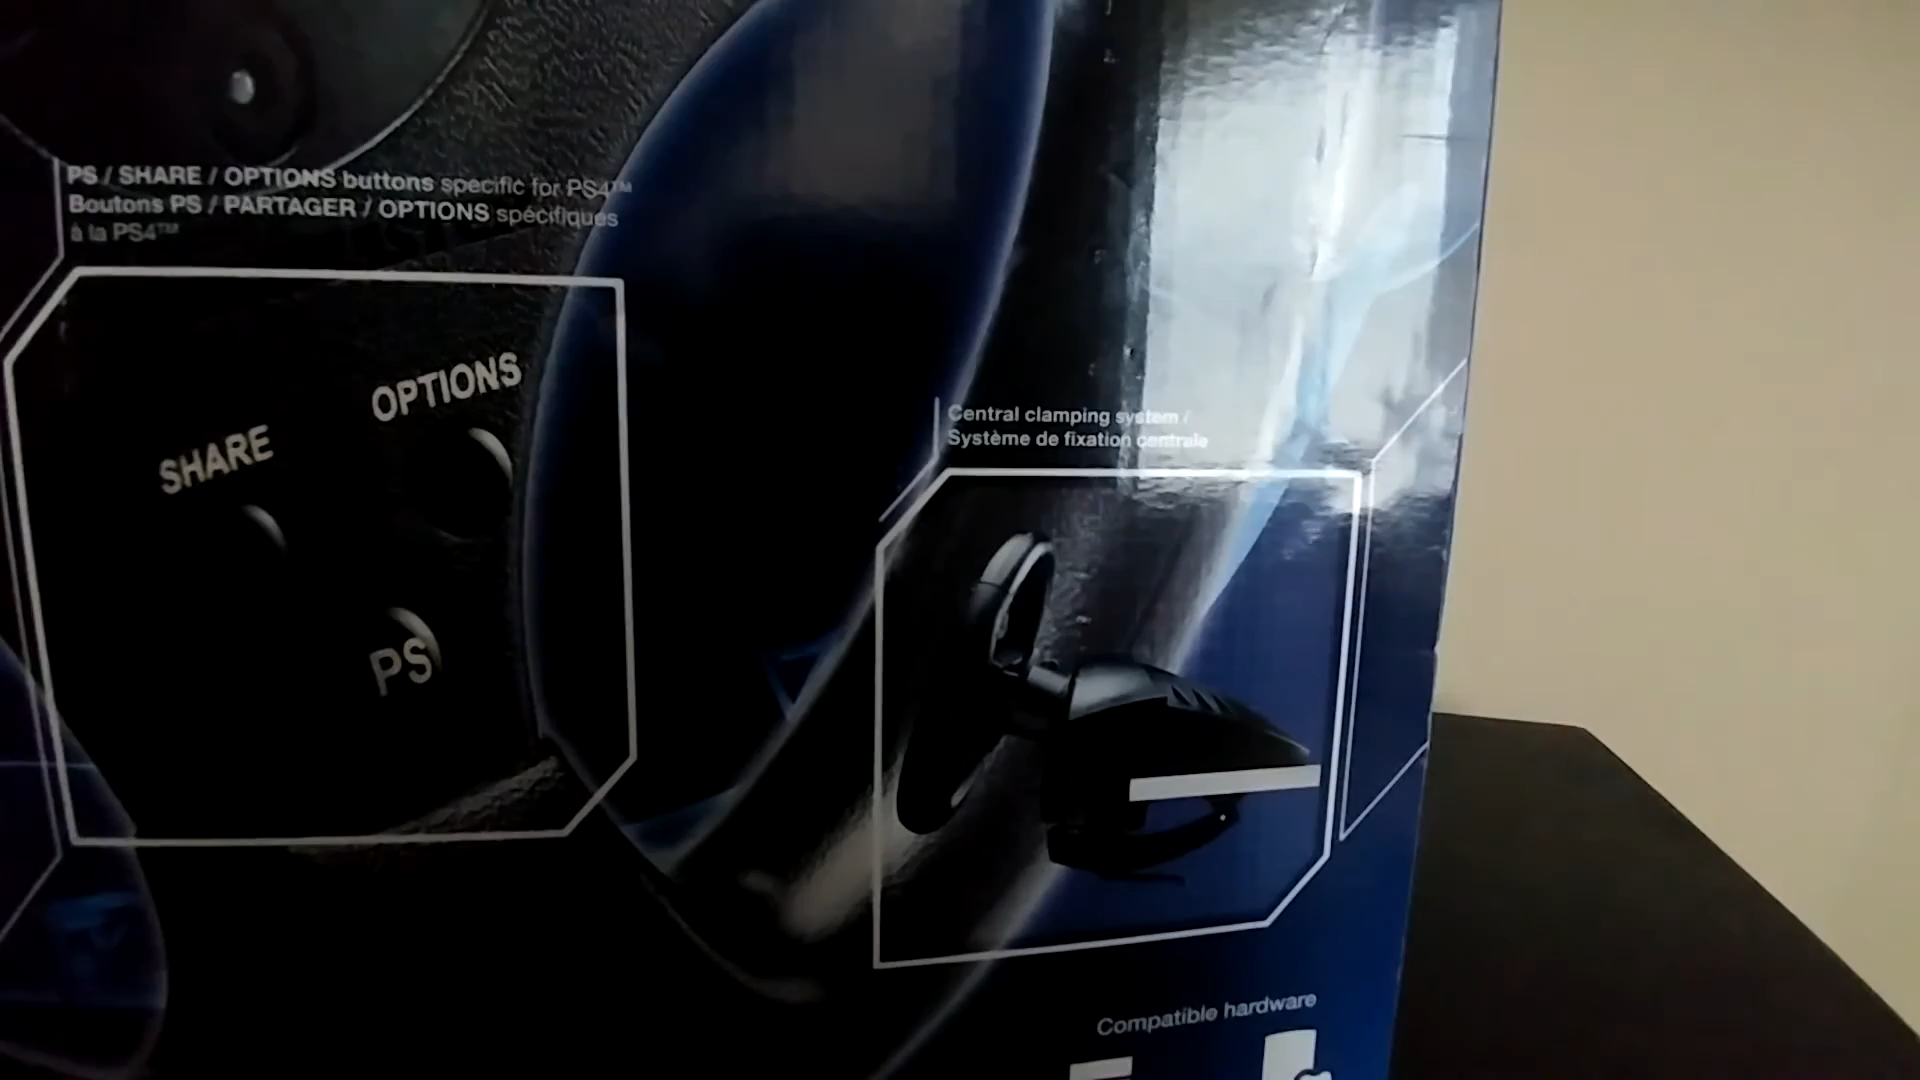 PS / SHARE / OPTIONS buttons specific for PS4™
Boutons PS / PARTAGER / OPTIONS spécifiques
à la PS4™
OPTIONS
SHARE
PS
Central clamping system /
Système de fixation centrale
Compatible hardware